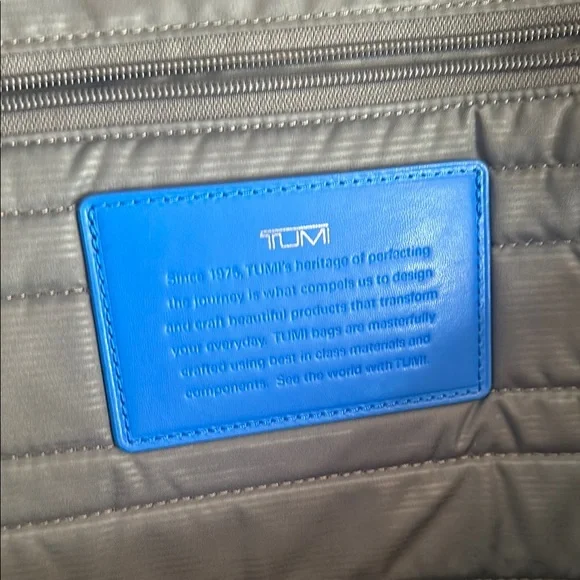 TUMI
Since 1975, TUMI's heritage of perfecting
the journey is what compels us to design
and craft beautiful products that transform
your everyday. TUMI bags are masterfully
crafted using best in class materials and
components. See the world with TUMI.